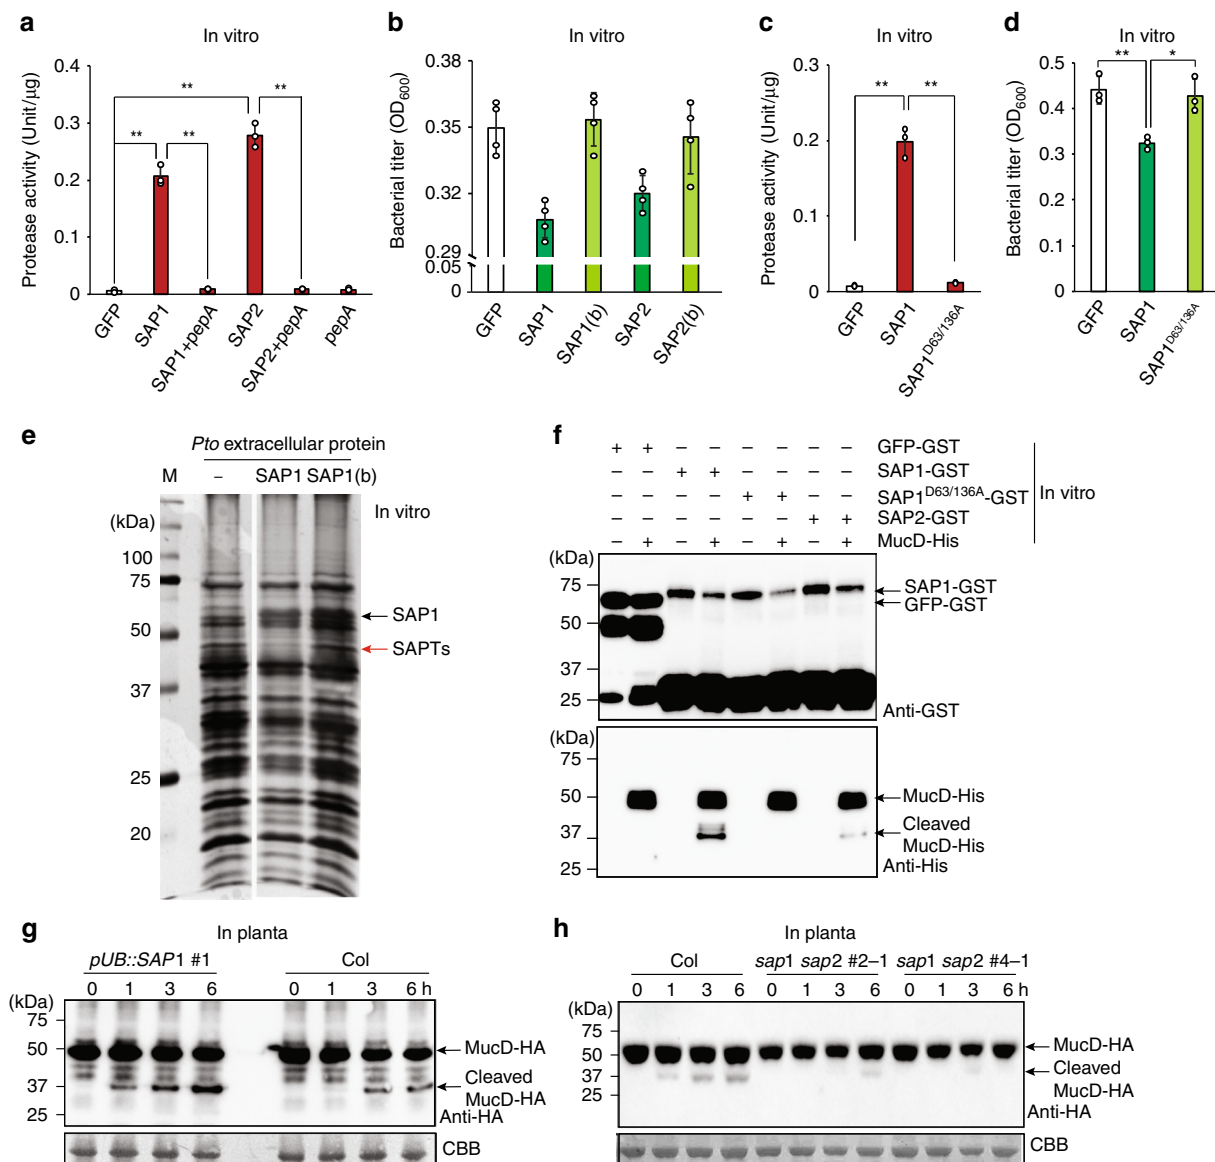 a
In vitro
Protease activity (Unit/μg)
0.4
0.3
0.2
0.1
0
**
**
**
**
GFP
SAP1
SAP1+pepA
SAP2
SAP2+pepA
pepA
b
In vitro
Bacterial titer (OD600)
0.38
0.35
0.32
0.29
0.05
0
GFP
SAP1
SAP1(b)
SAP2
SAP2(b)
c
In vitro
Protease activity (Unit/μg)
0.3
0.2
0.1
0
**
**
GFP
SAP1
SAP1D63/136A
d
In vitro
Bacterial titer (OD600)
0.5
0.4
0.3
0.2
0.1
0
**
*
GFP
SAP1
SAP1D63/136A
e
Pto extracellular protein
M – SAP1 SAP1(b)
In vitro
(kDa)
100
75
50
37
25
20
SAP1
SAPTs
f
+ + – – – – – – GFP-GST
– – + + – – – – SAP1-GST
– – – – + + – – SAP1D63/136A-GST
– – – – – – + + SAP2-GST
– + – + – + – + MucD-His
In vitro
(kDa)
75
50
37
25
SAP1-GST
GFP-GST
Anti-GST
(kDa)
75
50
37
25
MucD-His
Cleaved
MucD-His
Anti-His
g
In planta
pUB::SAP1 #1 Col
0 1 3 6 0 1 3 6 h
(kDa)
75
50
37
25
MucD-HA
Cleaved
MucD-HA
Anti-HA
CBB
h
In planta
Col sap1 sap2 #2–1 sap1 sap2 #4–1
0 1 3 6 0 1 3 6 0 1 3 6 h
(kDa)
75
50
37
25
MucD-HA
Cleaved
MucD-HA
Anti-HA
CBB